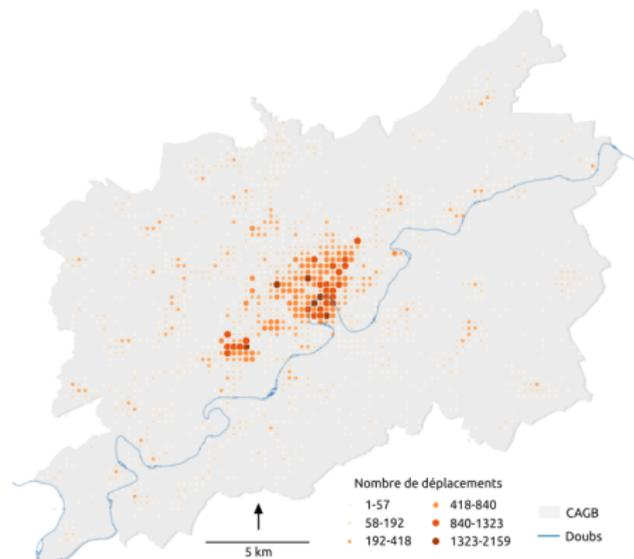 Nombre de déplacements
1-57
58-192
192-418
418-840
840-1323
1323-2159
CAGB
Doubs
5 km